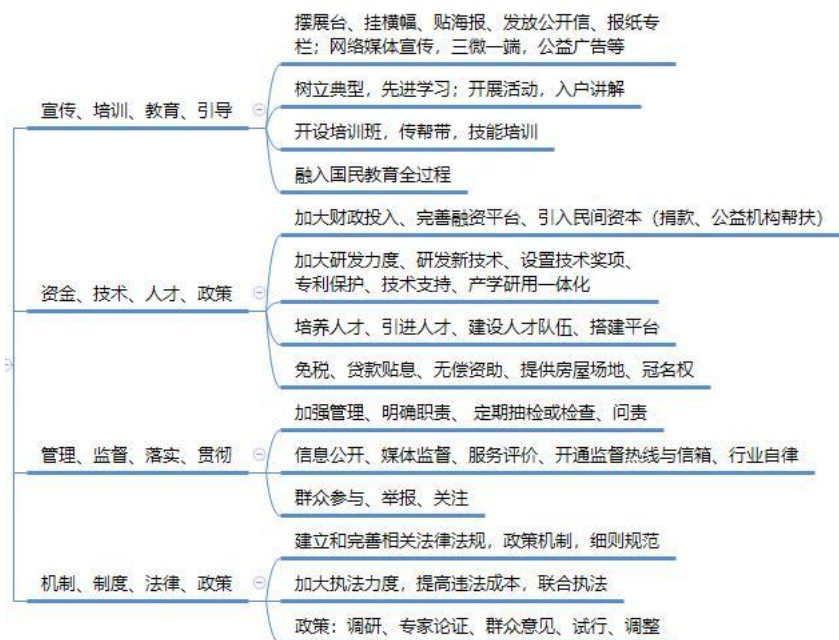 宣传、培训、教育、引导
摆展台、挂横幅、贴海报、发放公开信、报纸专
栏；网络媒体宣传，三微一端，公益广告等
树立典型，先进学习；开展活动，入户讲解
开设培训班，传帮带，技能培训
融入国民教育全过程
资金、技术、人才、政策
加大财政投入、完善融资平台、引入民间资本（捐款、公益机构帮扶）
加大研发力度、研发新技术、设置技术奖项、
专利保护、技术支持、产学研用一体化
培养人才、引进人才、建设人才队伍、搭建平台
免税、贷款贴息、无偿资助、提供房屋场地、冠名权
管理、监督、落实、贯彻
加强管理、明确职责、 定期抽检或检查、问责
信息公开、媒体监督、服务评价、开通监督热线与信箱、行业自律
群众参与、举报、关注
机制、制度、法律、政策
建立和完善相关法律法规，政策机制，细则规范
加大执法力度，提高违法成本，联合执法
政策：调研、专家论证、群众意见、试行、调整